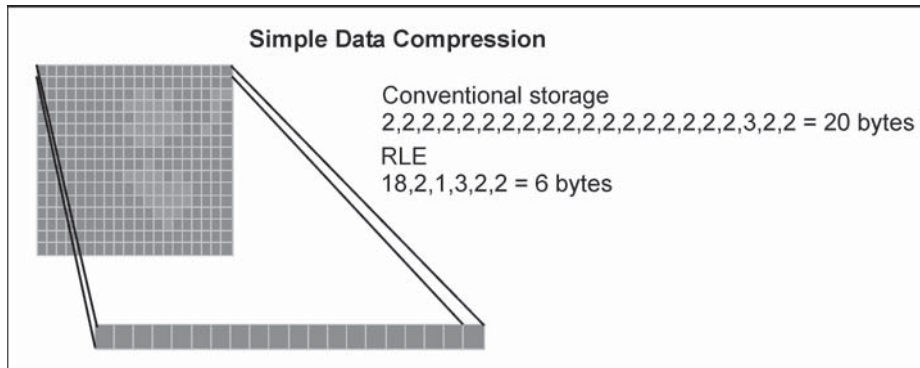 Simple Data Compression
Conventional storage
2,2,2,2,2,2,2,2,2,2,2,2,2,2,2,2,2,2,3,2,2 = 20 bytes
RLE
18,2,1,3,2,2 = 6 bytes